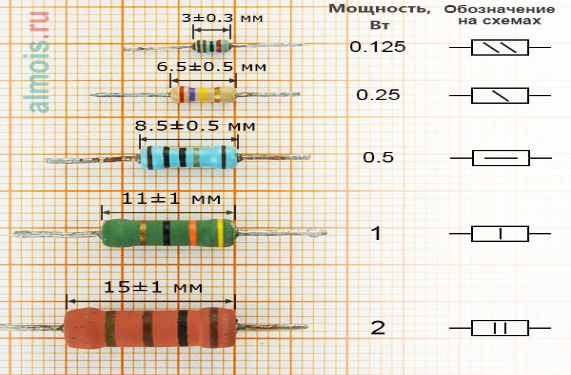 almois.ru
Мощность,
Вт
Обозначение
на схемах
3±0.3 мм
0.125
6.5±0.5 мм
0.25
8.5±0.5 мм
0.5
11±1 мм
1
15±1 мм
2